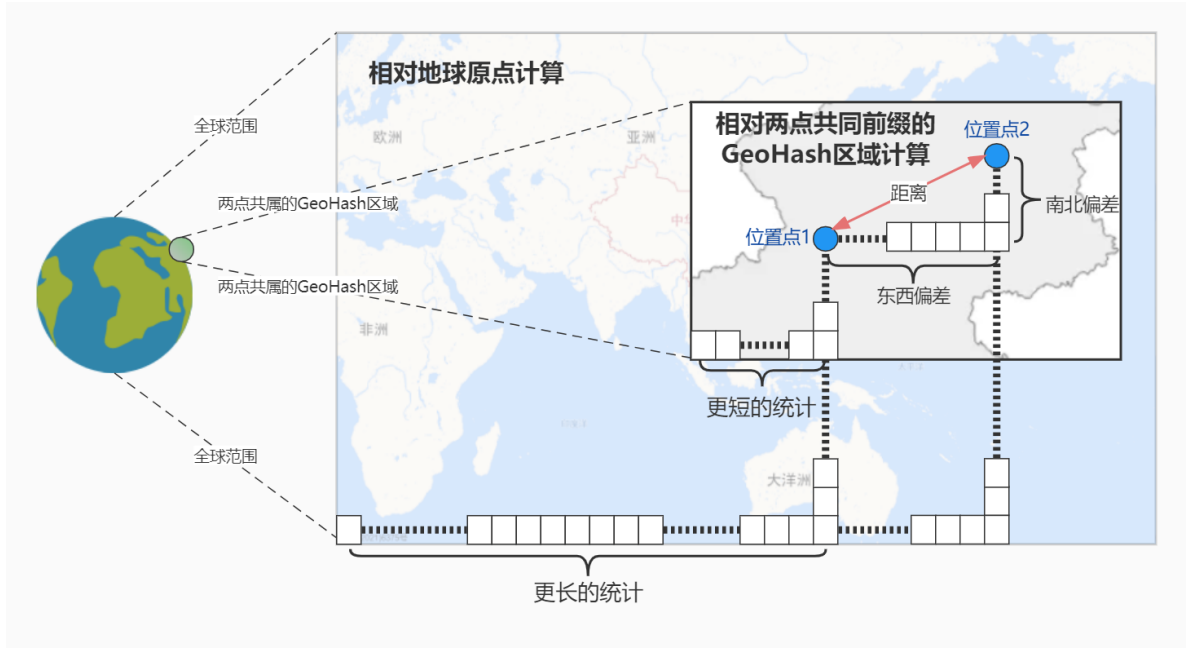 相对地球原点计算
全球范围
欧洲
亚洲
相对两点共同前缀的
GeoHash区域计算
位置点2
距离
两点共属的GeoHash区域
南北偏差
位置点1
东西偏差
两点共属的GeoHash区域
非洲
更短的统计
全球范围
大洋洲
更长的统计